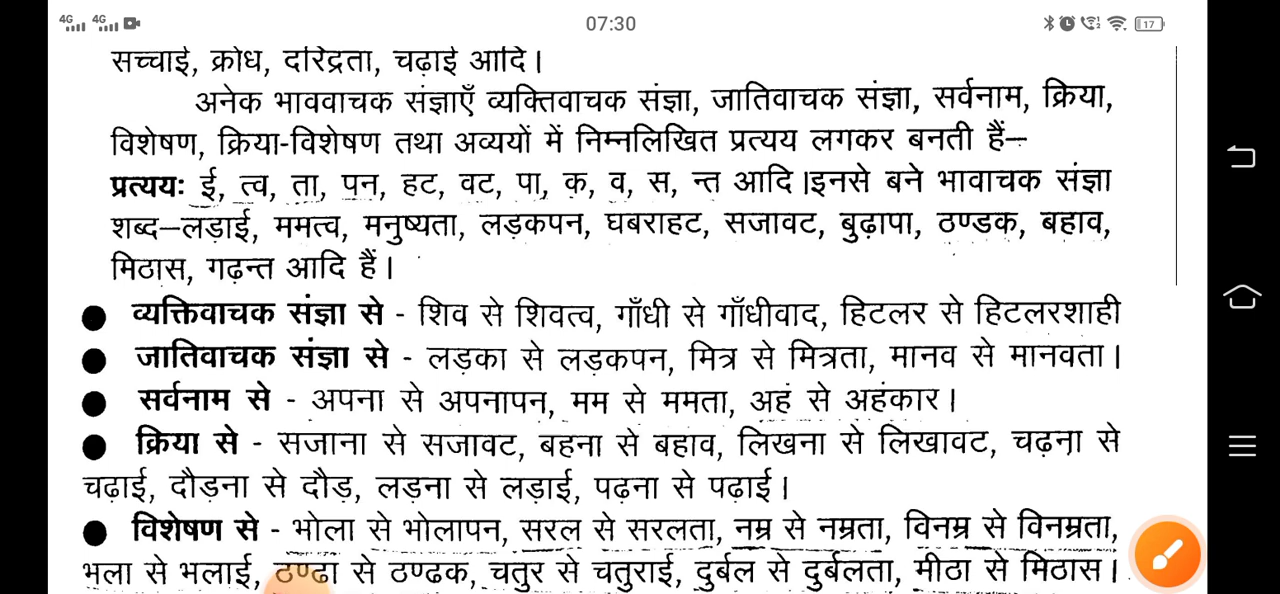 4G 4G 07:30 17
सच्चाई, क्रोध, दरिद्रता, चढ़ाई आदि।
अनेक भाववाचक संज्ञाएँ व्यक्तिवाचक संज्ञा, जातिवाचक संज्ञा, सर्वनाम, क्रिया,
विशेषण, क्रिया-विशेषण तथा अव्ययों में निम्नलिखित प्रत्यय लगकर बनती हैं–
प्रत्ययः ई, त्व, ता, पन, हट, वट, पा, क, व, स, न्त आदि।इनसे बने भावाचक संज्ञा
शब्द–लड़ाई, ममत्व, मनुष्यता, लड़कपन, घबराहट, सजावट, बुढ़ापा, ठण्डक, बहाव,
मिठास, गढ़न्त आदि हैं।
● व्यक्तिवाचक संज्ञा से - शिव से शिवत्व, गाँधी से गाँधीवाद, हिटलर से हिटलरशाही
● जातिवाचक संज्ञा से - लड़का से लड़कपन, मित्र से मित्रता, मानव से मानवता।
● सर्वनाम से - अपना से अपनापन, मम से ममता, अहं से अहंकार।
● क्रिया से - सजाना से सजावट, बहना से बहाव, लिखना से लिखावट, चढ़ना से
चढ़ाई, दौड़ना से दौड़, लड़ना से लड़ाई, पढ़ना से पढ़ाई।
● विशेषण से - भोला से भोलापन, सरल से सरलता, नम्र से नम्रता, विनम्र से विनम्रता,
भला से भलाई, ठण्ढा से ठण्ढक, चतुर से चतुराई, दुर्बल से दुर्बलता, मीठा से मिठास।